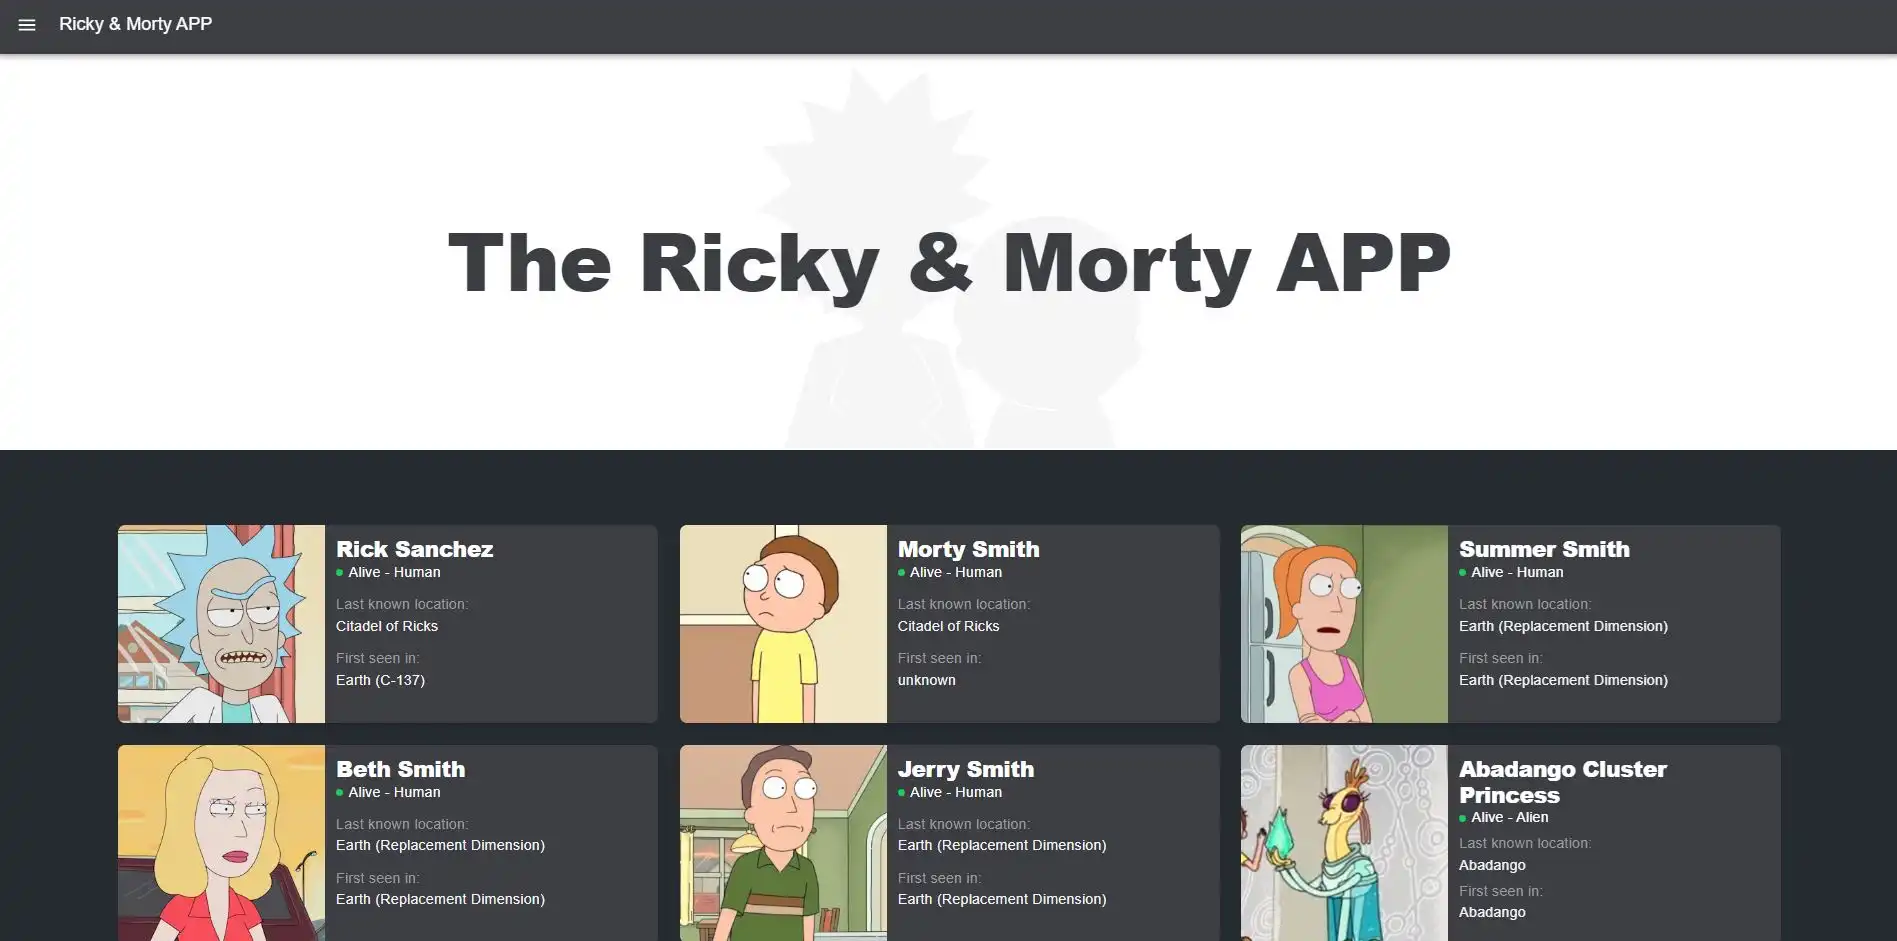 Ricky & Morty APP
The Ricky & Morty APP
Rick Sanchez
Alive - Human
Last known location:
Citadel of Ricks
First seen in:
Earth (C-137)
Morty Smith
Alive - Human
Last known location:
Citadel of Ricks
First seen in:
unknown
Summer Smith
Alive - Human
Last known location:
Earth (Replacement Dimension)
First seen in:
Earth (Replacement Dimension)
Beth Smith
Alive - Human
Last known location:
Earth (Replacement Dimension)
First seen in:
Earth (Replacement Dimension)
Jerry Smith
Alive - Human
Last known location:
Earth (Replacement Dimension)
First seen in:
Earth (Replacement Dimension)
Abadango Cluster
Princess
Alive - Alien
Last known location:
Abadango
First seen in:
Abadango